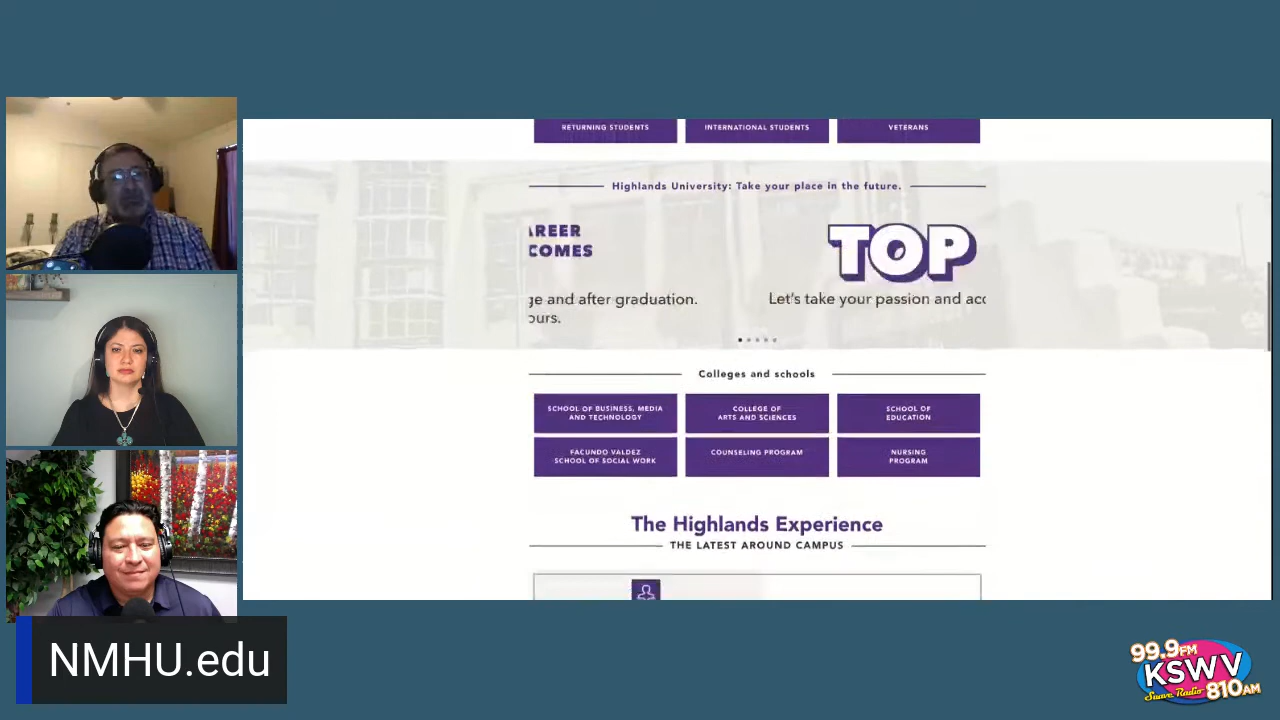 RETURNING STUDENTS
INTERNATIONAL STUDENTS
VETERANS
Highlands University: Take your place in the future.
AREER
COMES
TOP
ge and after graduation.
ours.
Let's take your passion and acc
Colleges and schools
SCHOOL OF BUSINESS, MEDIA
AND TECHNOLOGY
COLLEGE OF
ARTS AND SCIENCES
SCHOOL OF
EDUCATION
FACUNDO VALDEZ
SCHOOL OF SOCIAL WORK
COUNSELING PROGRAM
NURSING
PROGRAM
The Highlands Experience
THE LATEST AROUND CAMPUS
NMHU.edu
99.9FM
KSWV
Suave Radio 810AM